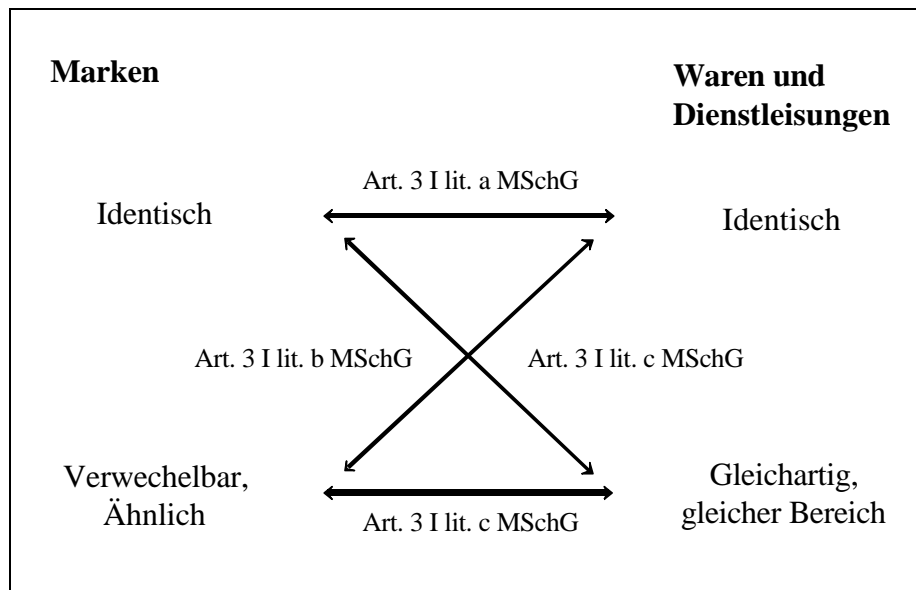 Marken
Waren und
Dienstleisungen
Art. 3 I lit. a MSchG
Identisch
Identisch
Art. 3 I lit. b MSchG
Art. 3 I lit. c MSchG
Verwechelbar,
Ähnlich
Gleichartig,
gleicher Bereich
Art. 3 I lit. c MSchG